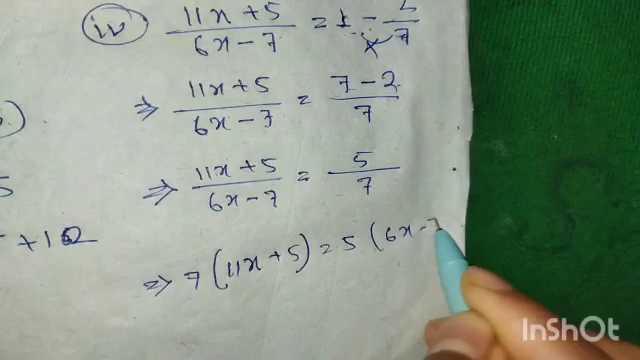 iv) (11x+5)/(6x-7) = 1 - 2/7
⇒ (11x+5)/(6x-7) = (7-2)/7
⇒ (11x+5)/(6x-7) = 5/7
5
+10
⇒ 7(11x+5) = 5(6x-7
InShOt